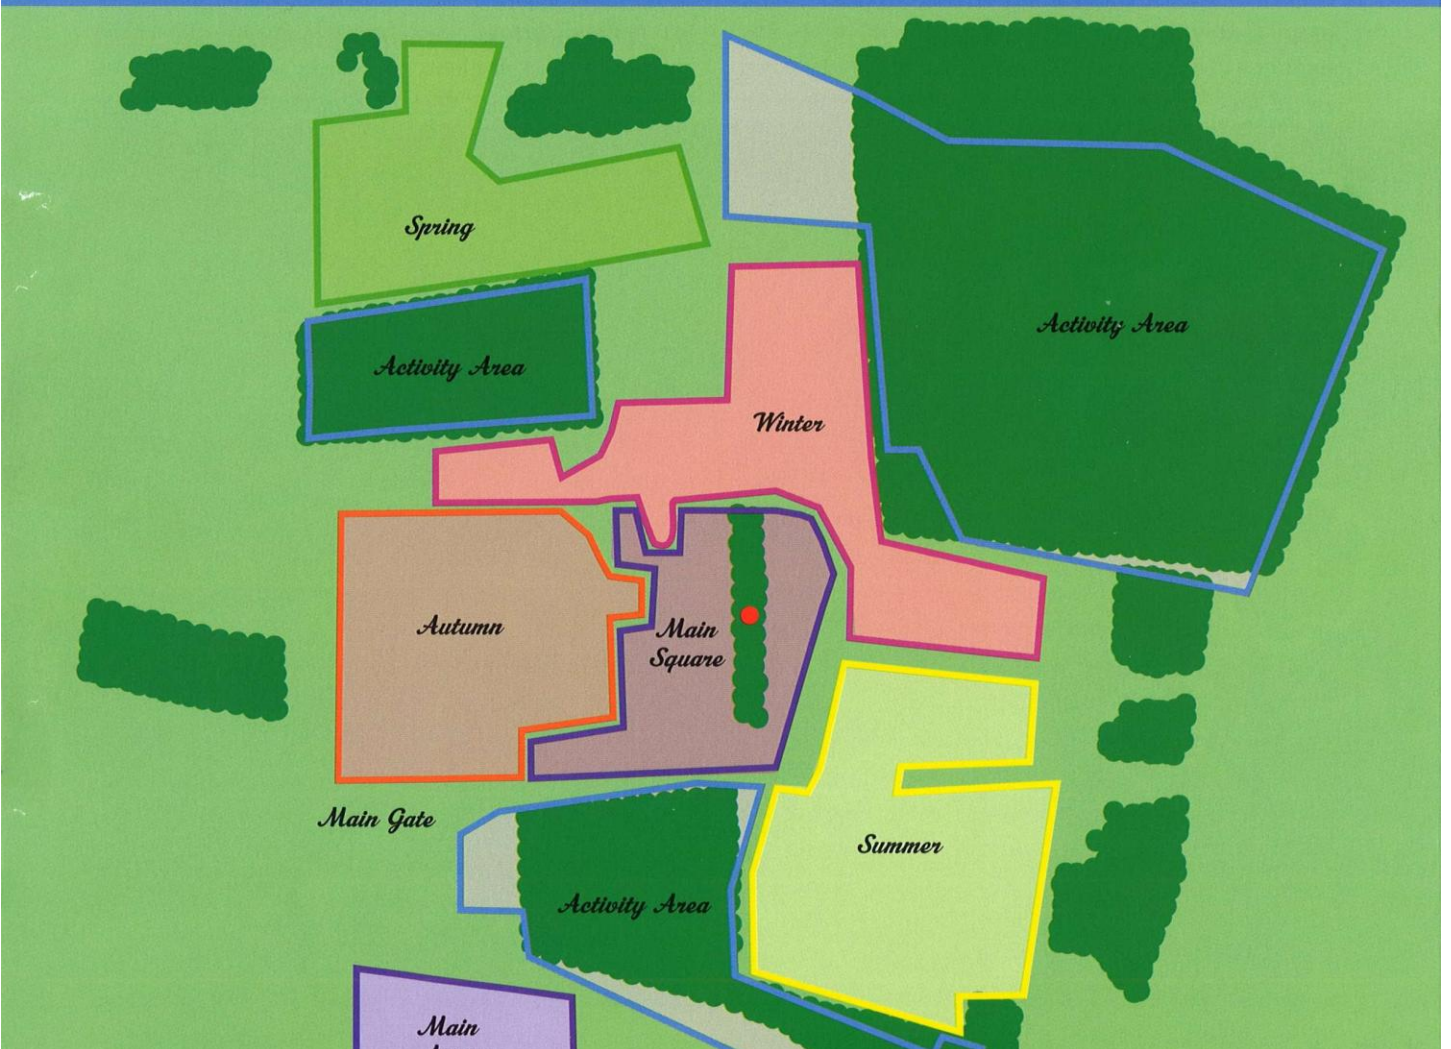 Spring
Activity Area
Activity Area
Winter
Autumn
Main
Square
Main Gate
Summer
Activity Area
Main